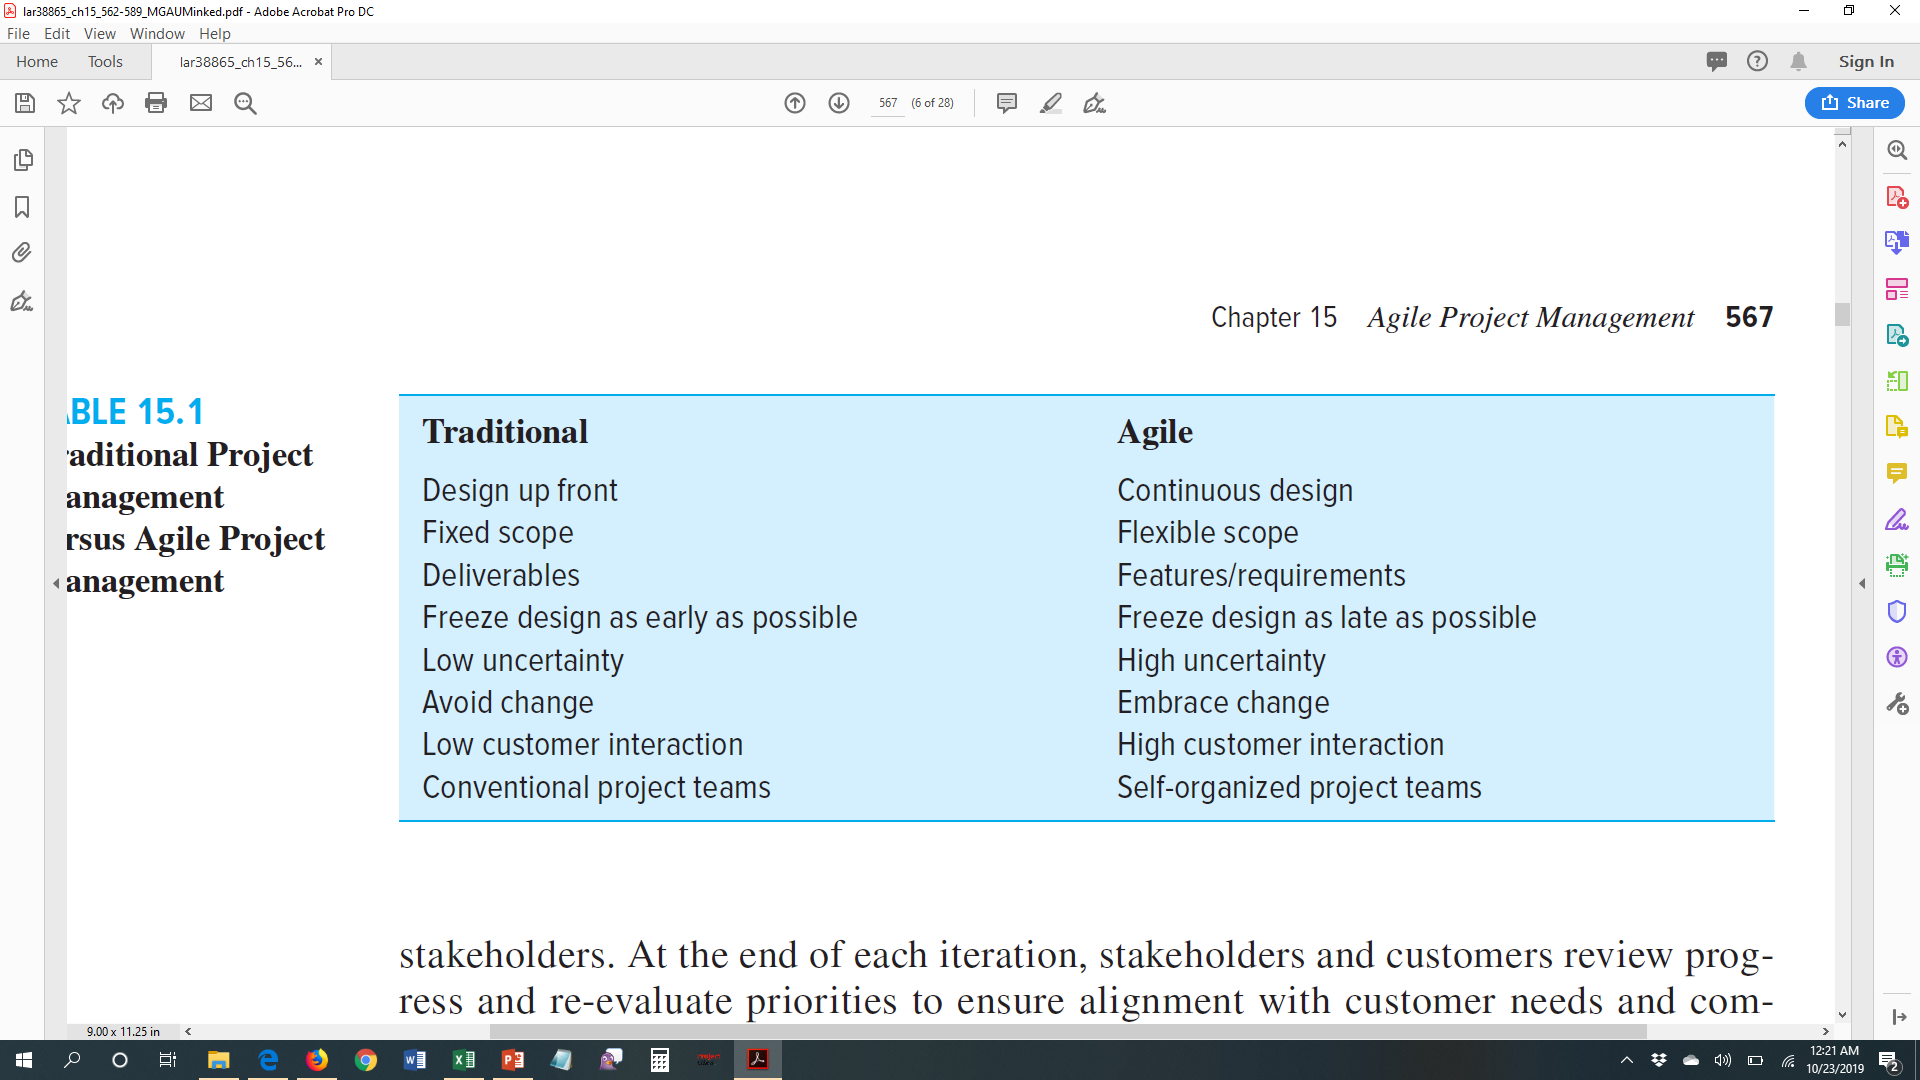 lar38865_ch15_562-589_MGAUMinked.pdf - Adobe Acrobat Pro DC
File Edit View Window Help
Home Tools lar38865_ch15_56... × Sign In
567 (6 of 28) Share
Chapter 15 Agile Project Management 567
ABLE 15.1
raditional Project
anagement
rsus Agile Project
anagement
Traditional Agile
Design up front Continuous design
Fixed scope Flexible scope
Deliverables Features/requirements
Freeze design as early as possible Freeze design as late as possible
Low uncertainty High uncertainty
Avoid change Embrace change
Low customer interaction High customer interaction
Conventional project teams Self-organized project teams
stakeholders. At the end of each iteration, stakeholders and customers review prog-
ress and re-evaluate priorities to ensure alignment with customer needs and com-
9.00 x 11.25 in
12:21 AM
10/23/2019
2